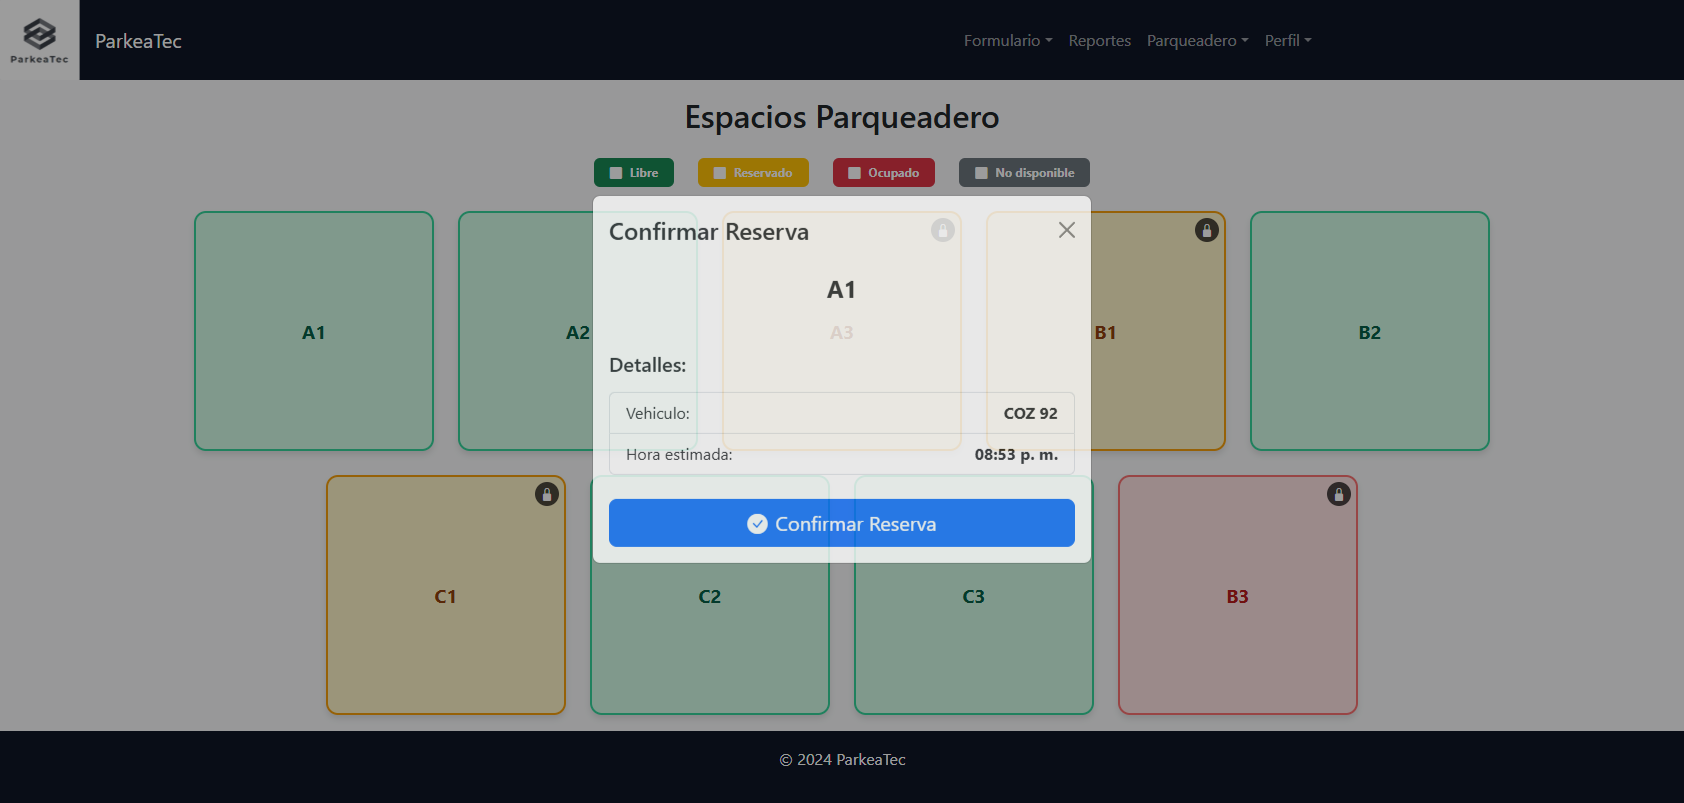 ParkeaTec
ParkeaTec
Formulario Reportes Parqueadero Perfil
Espacios Parqueadero
Libre Reservado Ocupado No disponible
Confirmar Reserva
A1
A1 A2 A3 B1 B2
Detalles:
Vehiculo: COZ 92
Hora estimada: 08:53 p. m.
Confirmar Reserva
C1 C2 C3 B3
© 2024 ParkeaTec